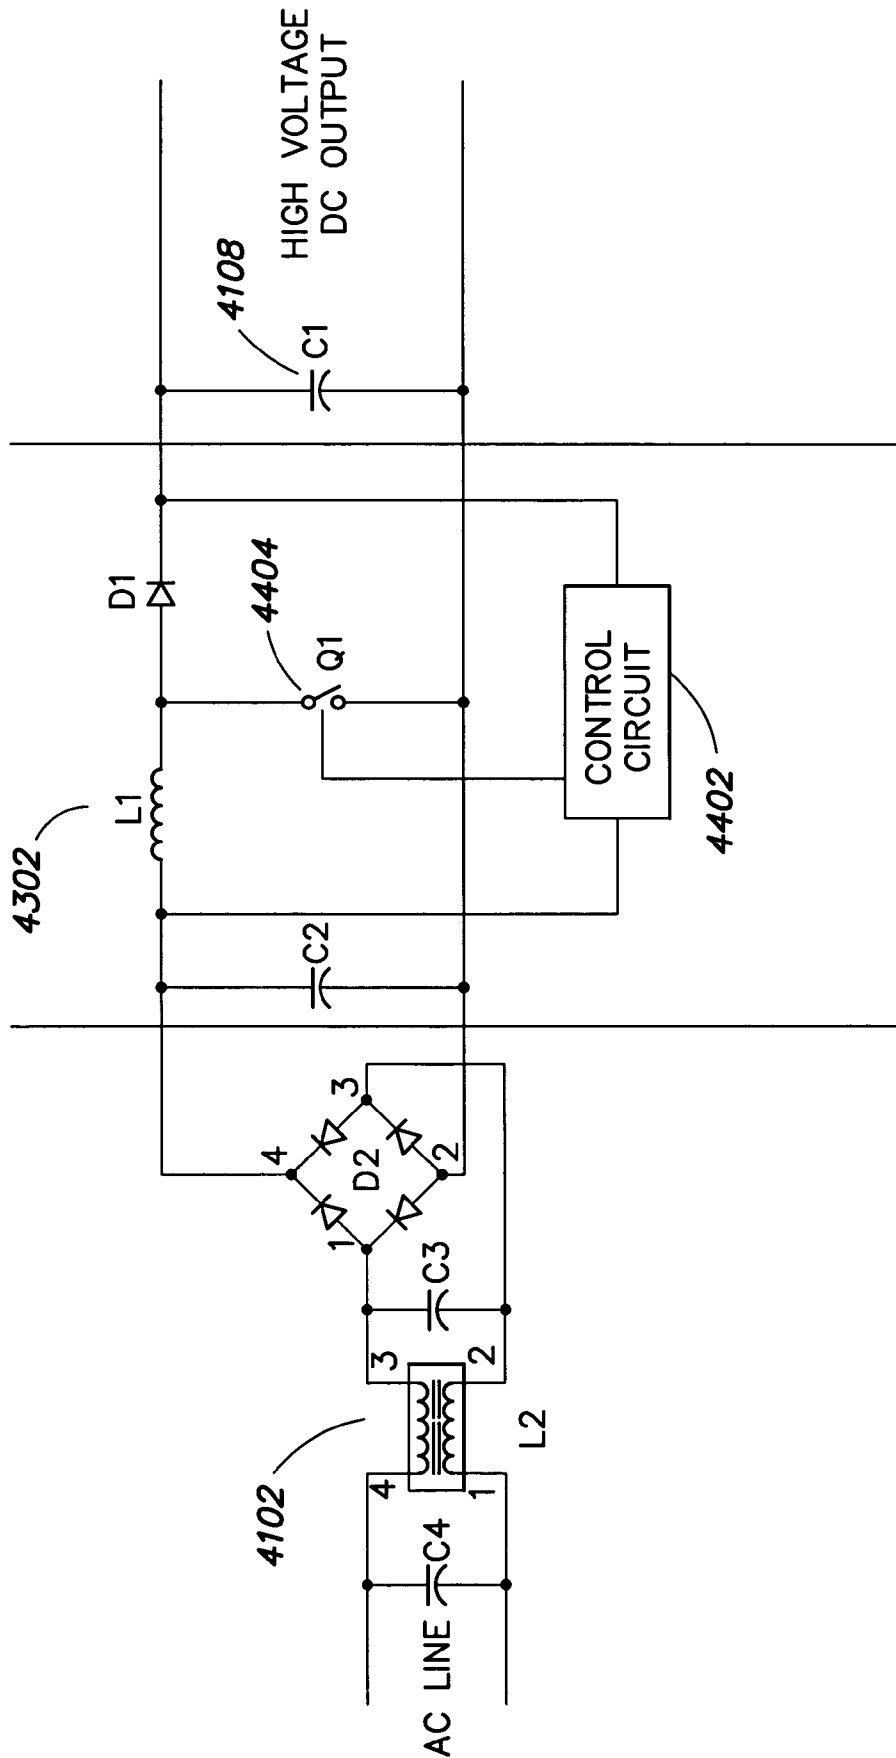 4302
L1
D1
4108
HIGH VOLTAGE
DC OUTPUT
C1
4404
Q1
C2
CONTROL
CIRCUIT
4402
4102
4
1
3
2
D2
3
4
2
1
C3
C4
AC LINE
L2